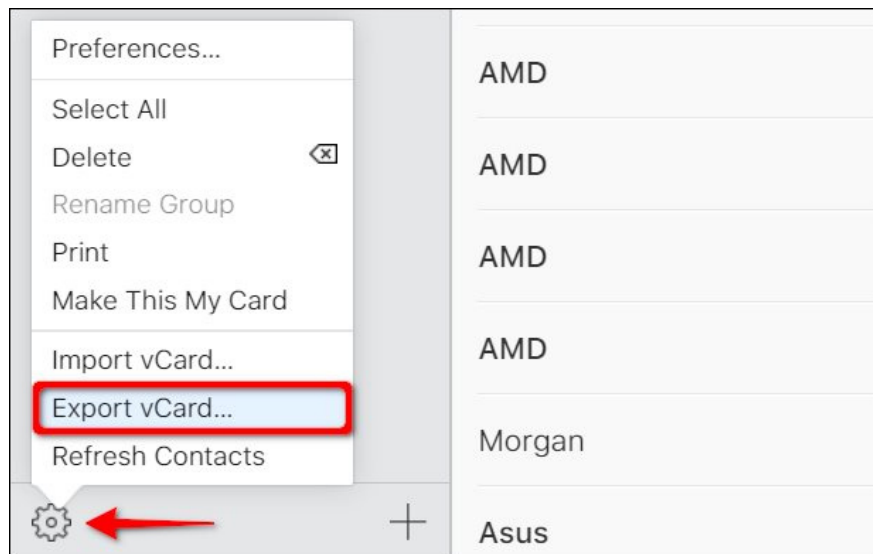 Preferences...
Select All
Delete
Rename Group
Print
Make This My Card
Import vCard...
Export vCard...
Refresh Contacts
AMD
AMD
AMD
AMD
Morgan
Asus